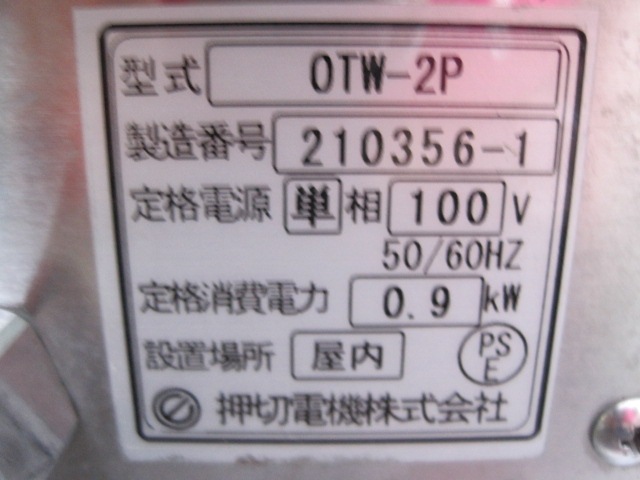 型式 OTW-2P
製造番号 210356-1
定格電源 単 相 100 V
50/60HZ
定格消費電力 0.9 kW
設置場所 屋内 PS
E
押切電機株式会社